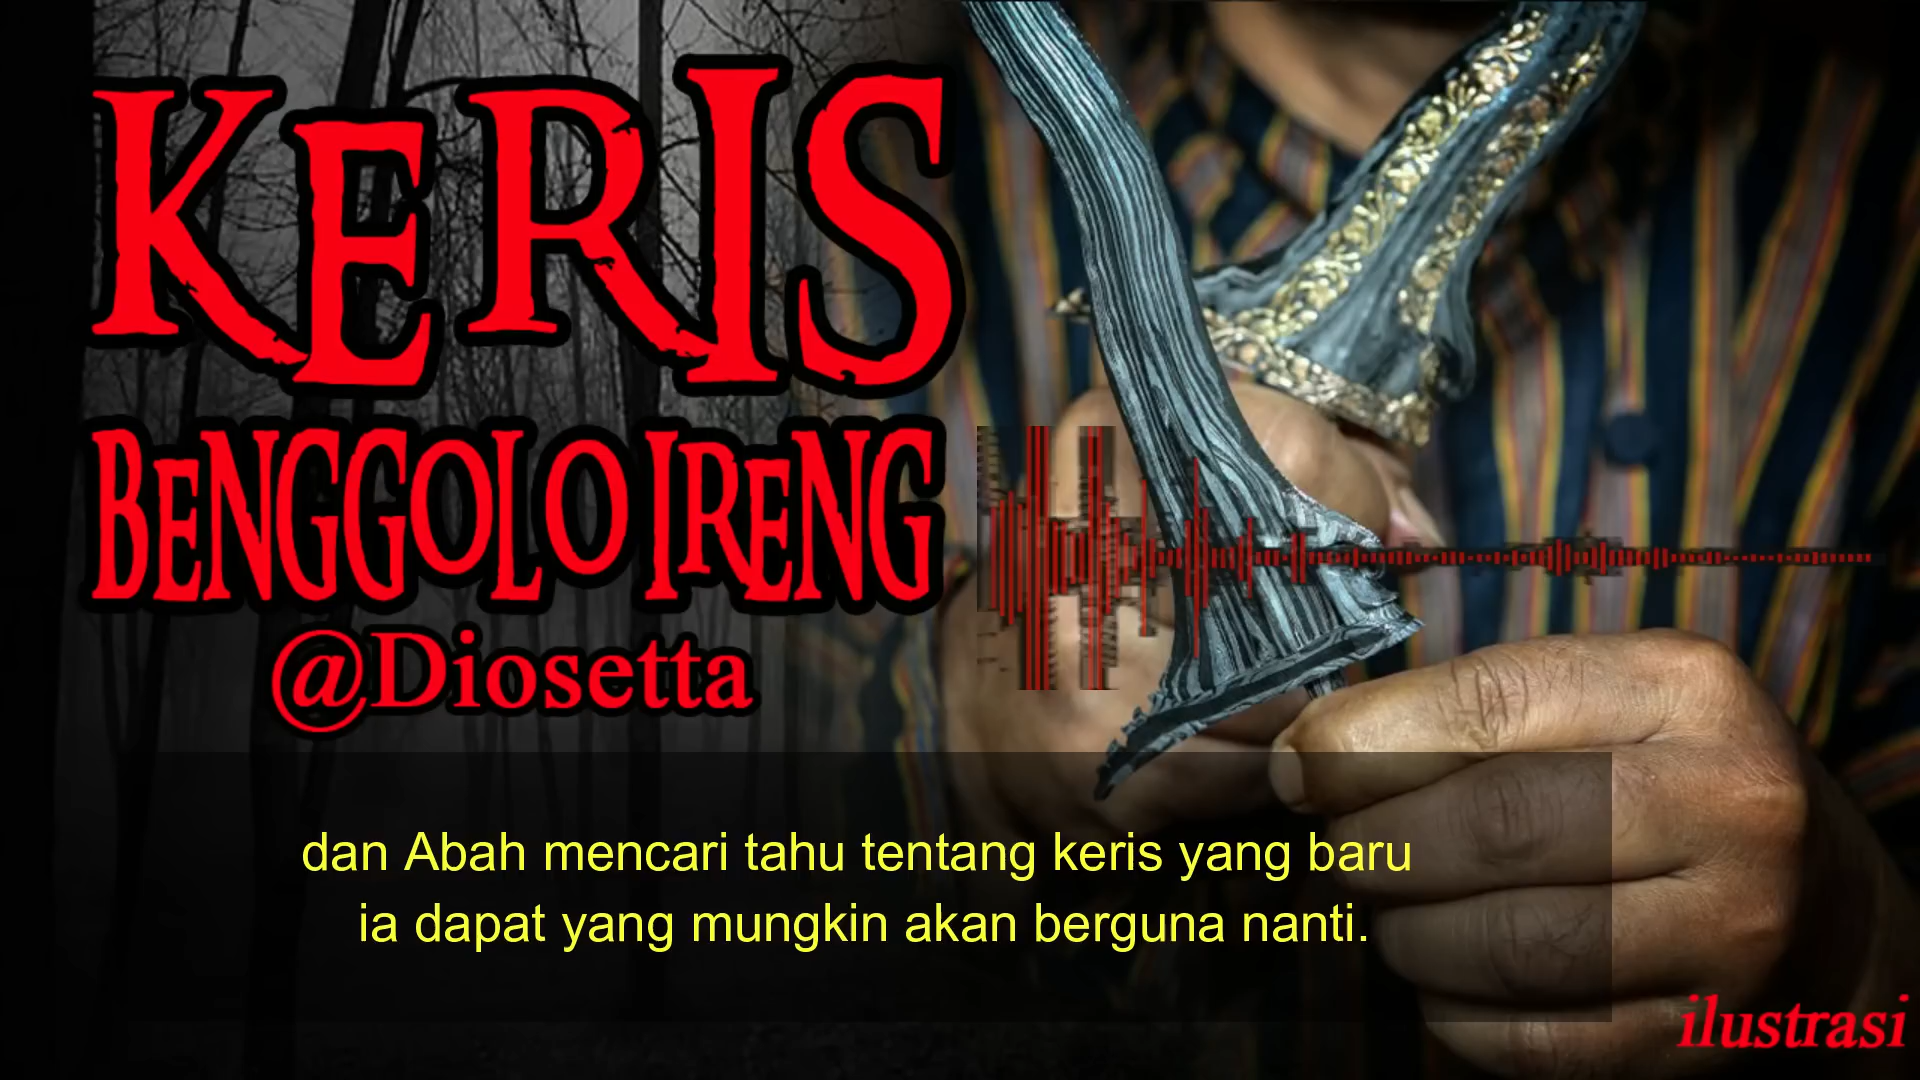 KERIS
BENGGOLO IRENG
@Diosetta
dan Abah mencari tahu tentang keris yang baru
ia dapat yang mungkin akan berguna nanti.
ilustrasi